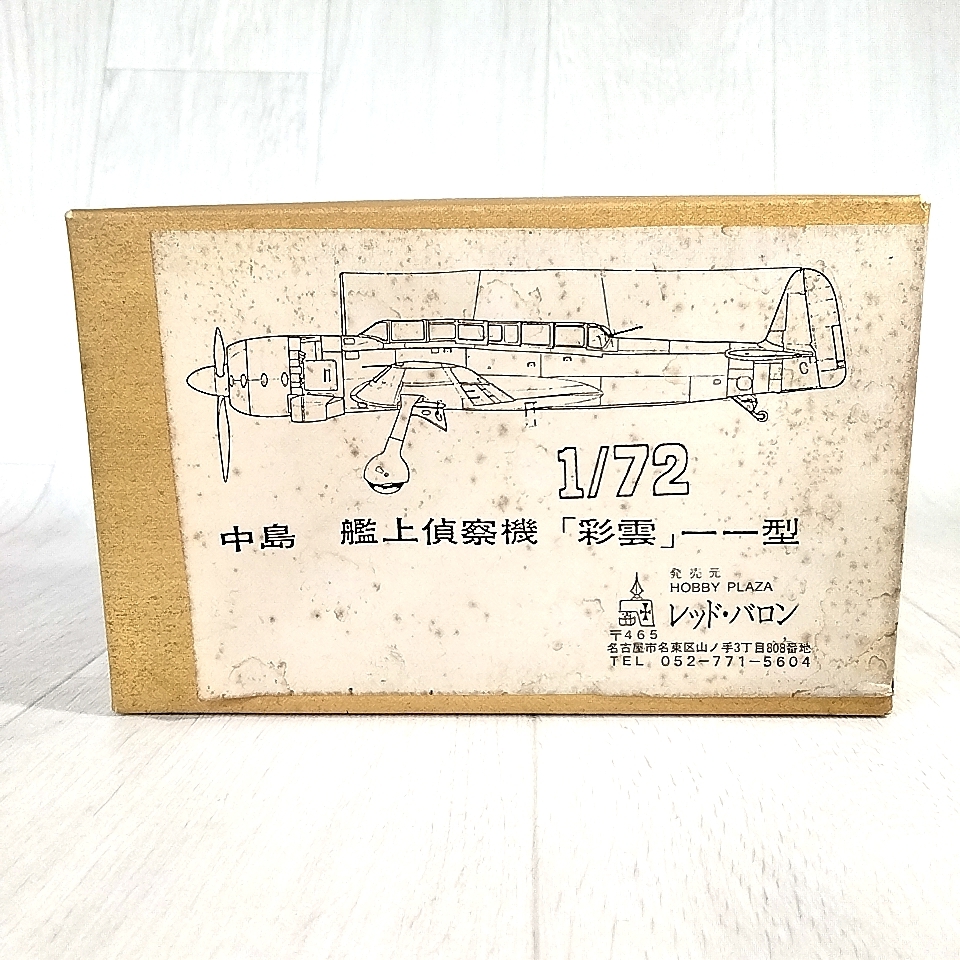 1/72
中島 艦上偵察機「彩雲」一一型
発売元
HOBBY PLAZA
レッド・バロン
〒465
名古屋市名東区山ノ手3丁目808番地
TEL 052-771-5604